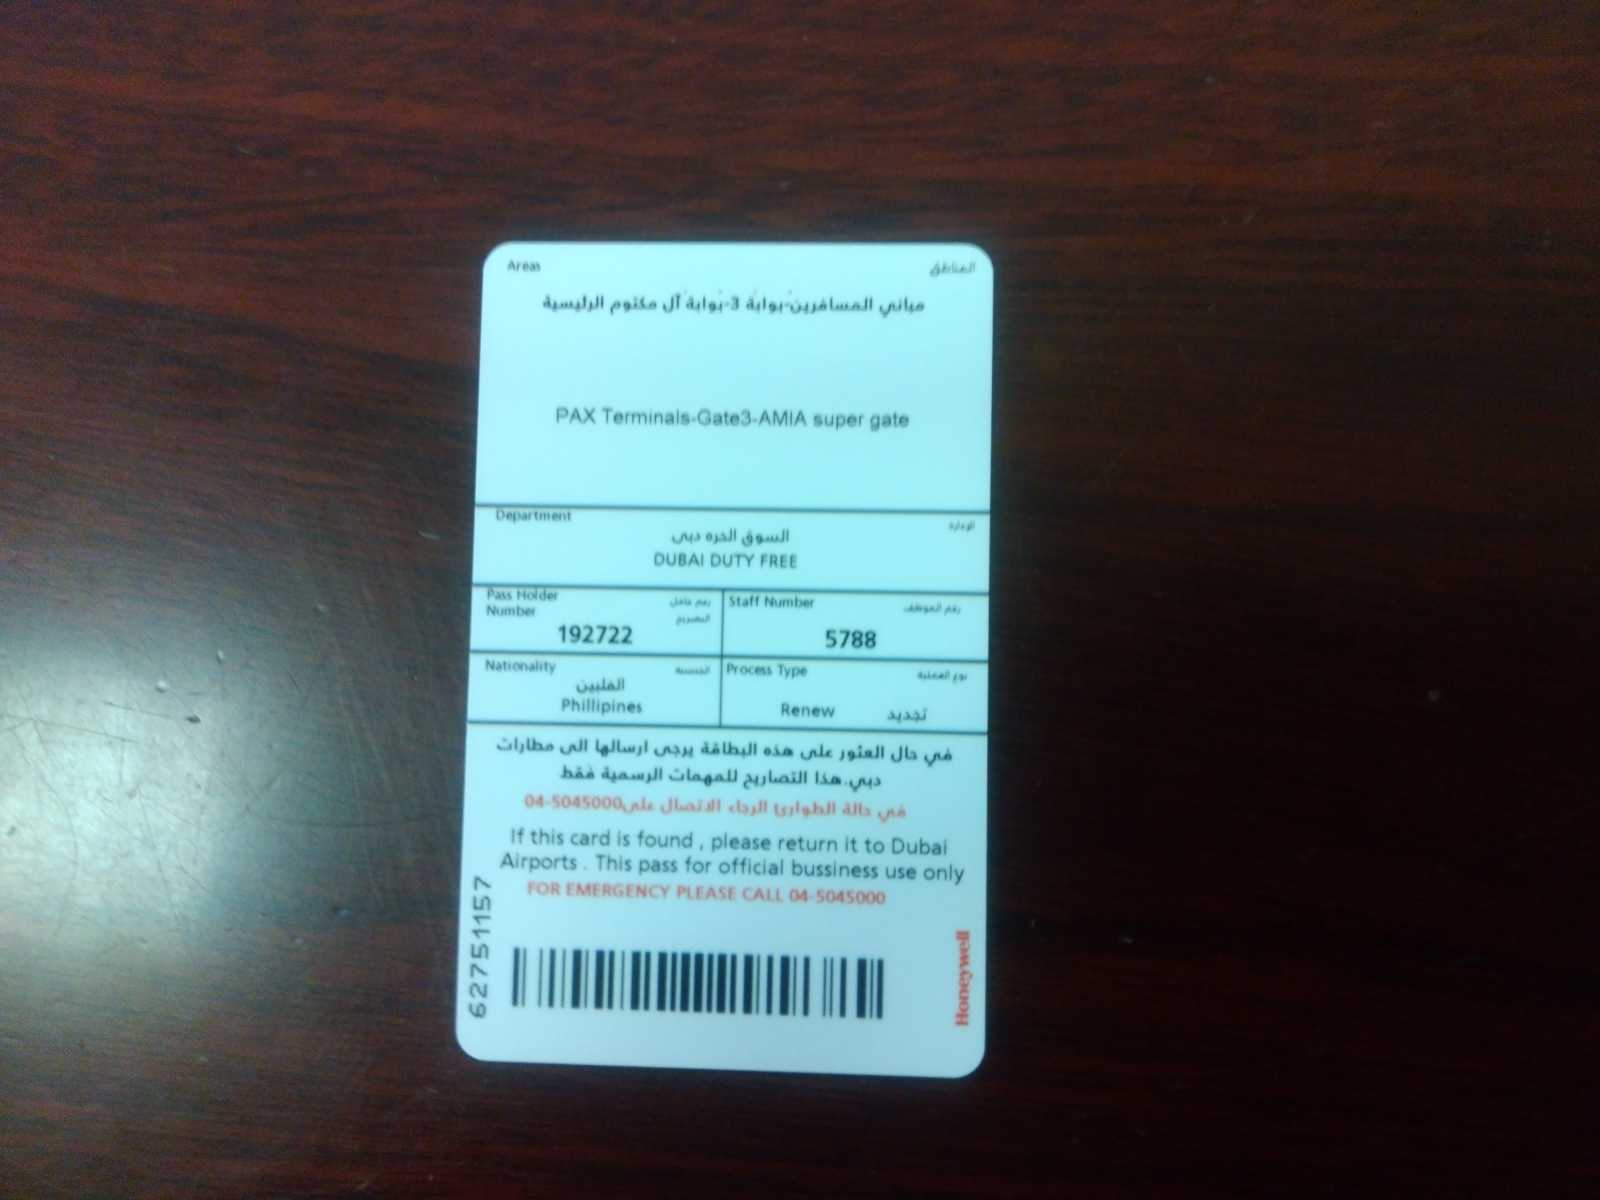 Areas المناطق
مباني المسافرين-بوابة 3-بوابة آل مكتوم الرئيسية
PAX Terminals-Gate3-AMIA super gate
Department الإدارة
السوق الحره دبى
DUBAI DUTY FREE
Pass Holder Number رقم حامل التصريح
192722
Staff Number رقم الموظف
5788
Nationality الجنسية
الفلبين
Phillipines
Process Type نوع العملية
Renew تجديد
في حال العثور على هذه البطاقة يرجى ارسالها الى مطارات
دبي.هذا التصاريح للمهمات الرسمية فقط
في حالة الطوارئ الرجاء الاتصال على04-5045000
If this card is found , please return it to Dubai
Airports . This pass for official bussiness use only
FOR EMERGENCY PLEASE CALL 04-5045000
62751157
Honeywell